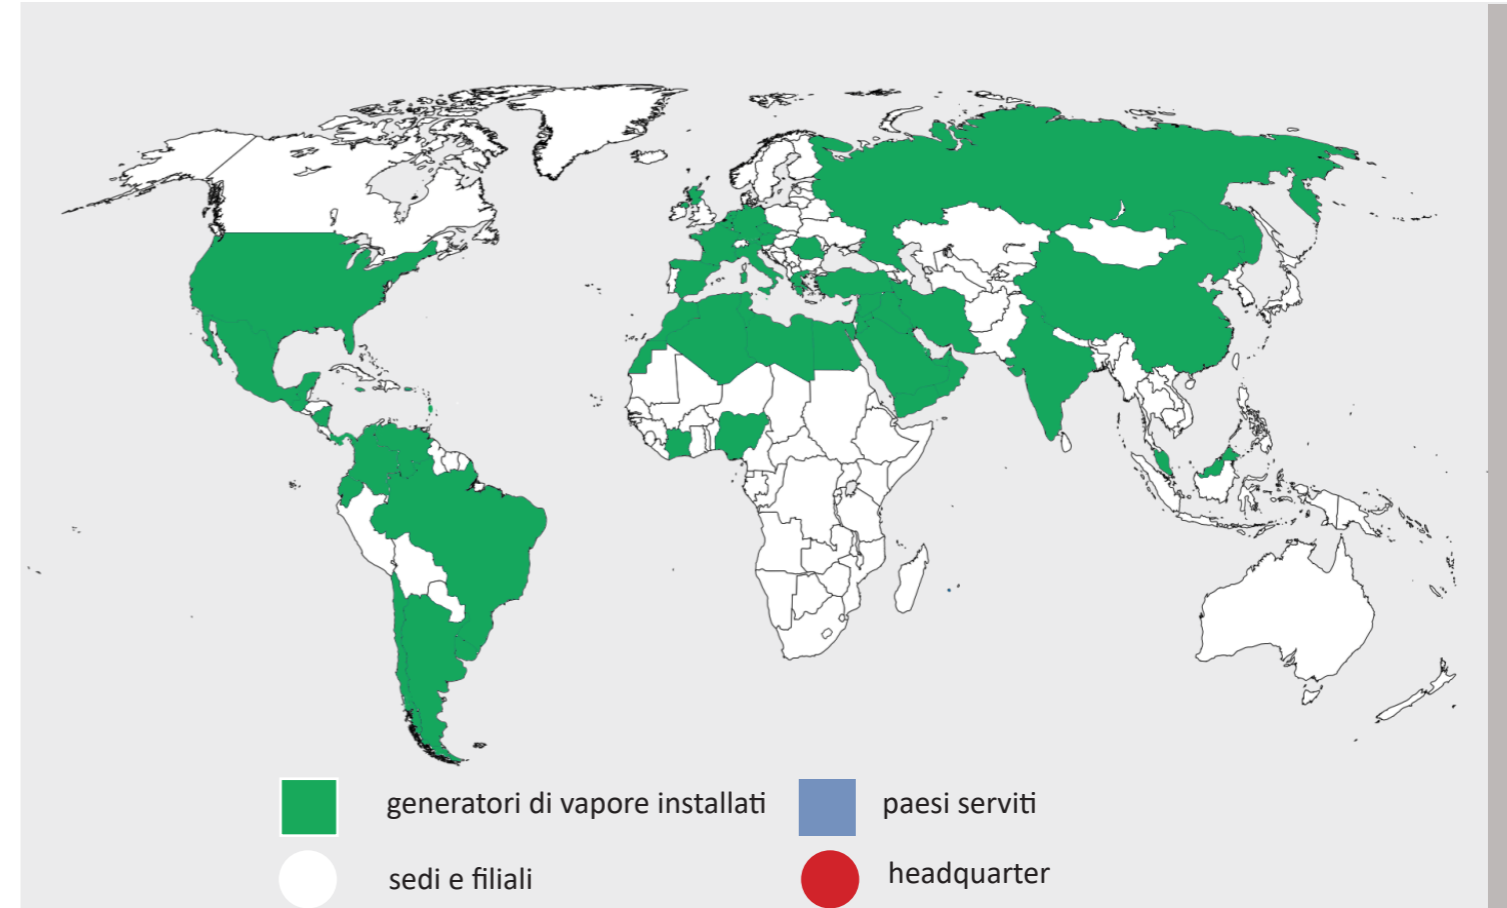 generatori di vapore installati
paesi serviti
sedi e filiali
headquarter